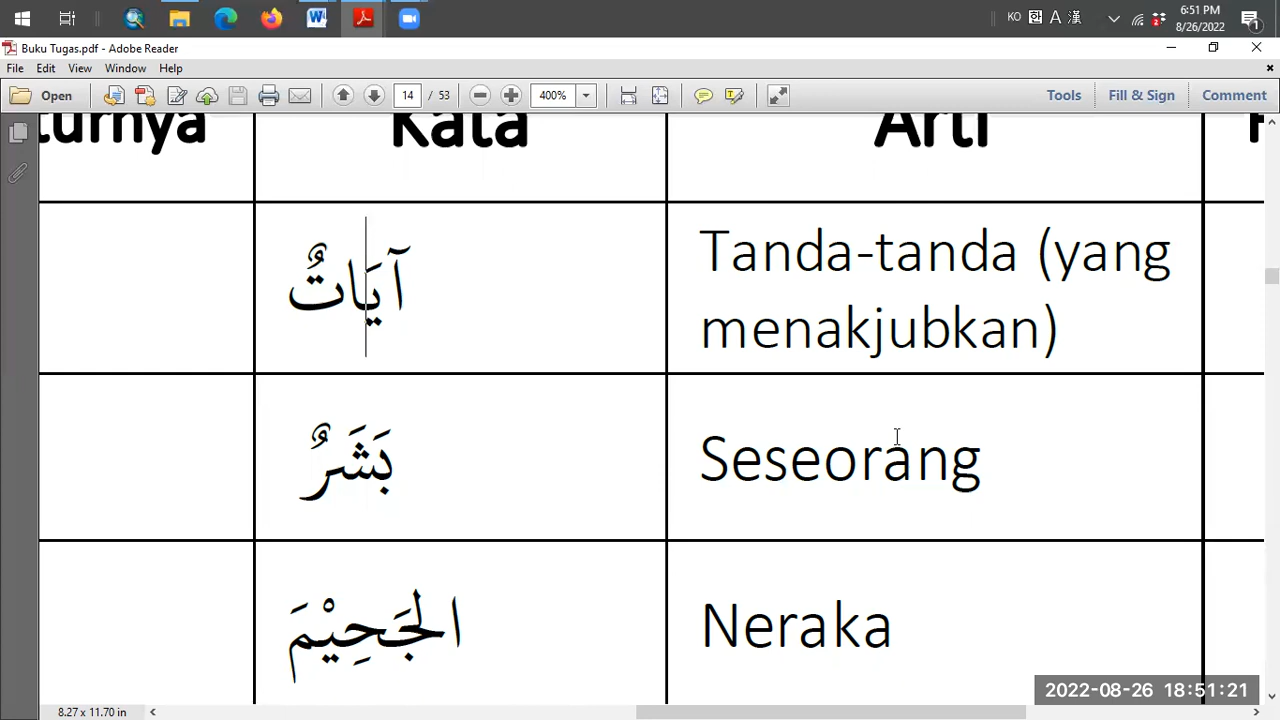 KO A 漢
6:51 PM
8/26/2022
Buku Tugas.pdf - Adobe Reader
File Edit View Window Help
Open 14 / 53 400% Tools Fill & Sign Comment
Kata Arti
آيَاتٌ Tanda-tanda (yang
menakjubkan)
بَشَرٌ Seseorang
الجَحِيْمَ Neraka
2022-08-26 18:51:21
8.27 x 11.70 in